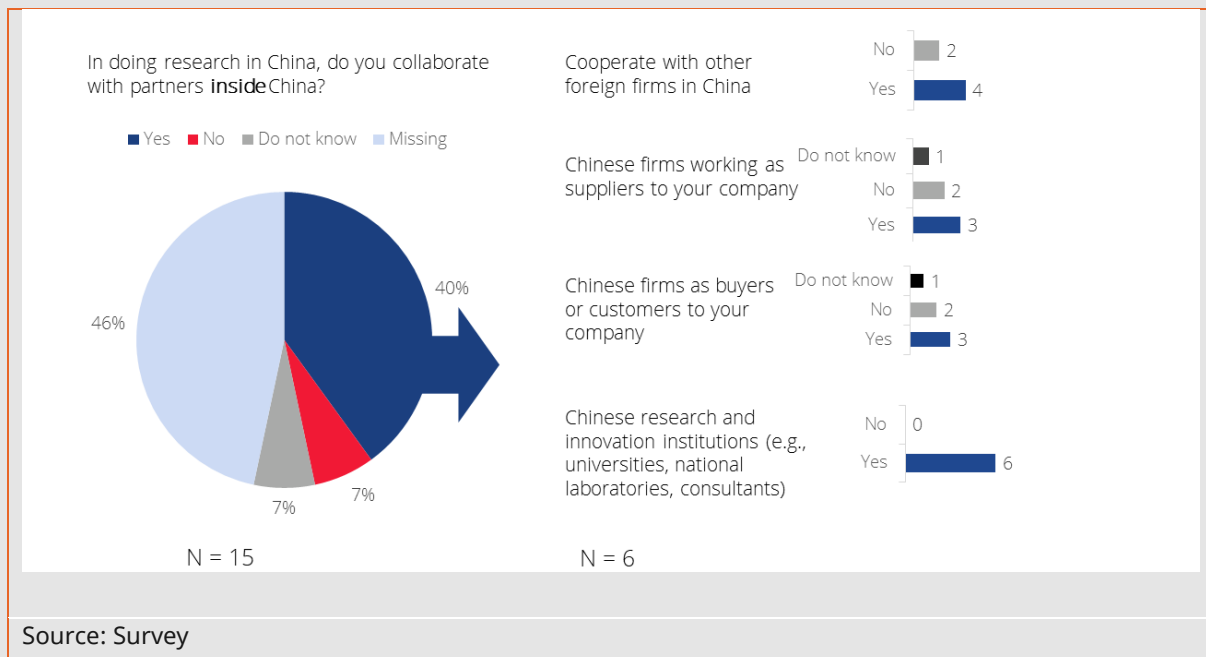 In doing research in China, do you collaborate
with partners insideChina?
Yes No Do not know Missing
40%
46%
7%
7%
N = 15
Cooperate with other
foreign firms in China
No 2
Yes 4
Chinese firms working as
suppliers to your company
Do not know 1
No 2
Yes 3
Chinese firms as buyers
or customers to your
company
Do not know 1
No 2
Yes 3
Chinese research and
innovation institutions (e.g.,
universities, national
laboratories, consultants)
No 0
Yes 6
N = 6
Source: Survey